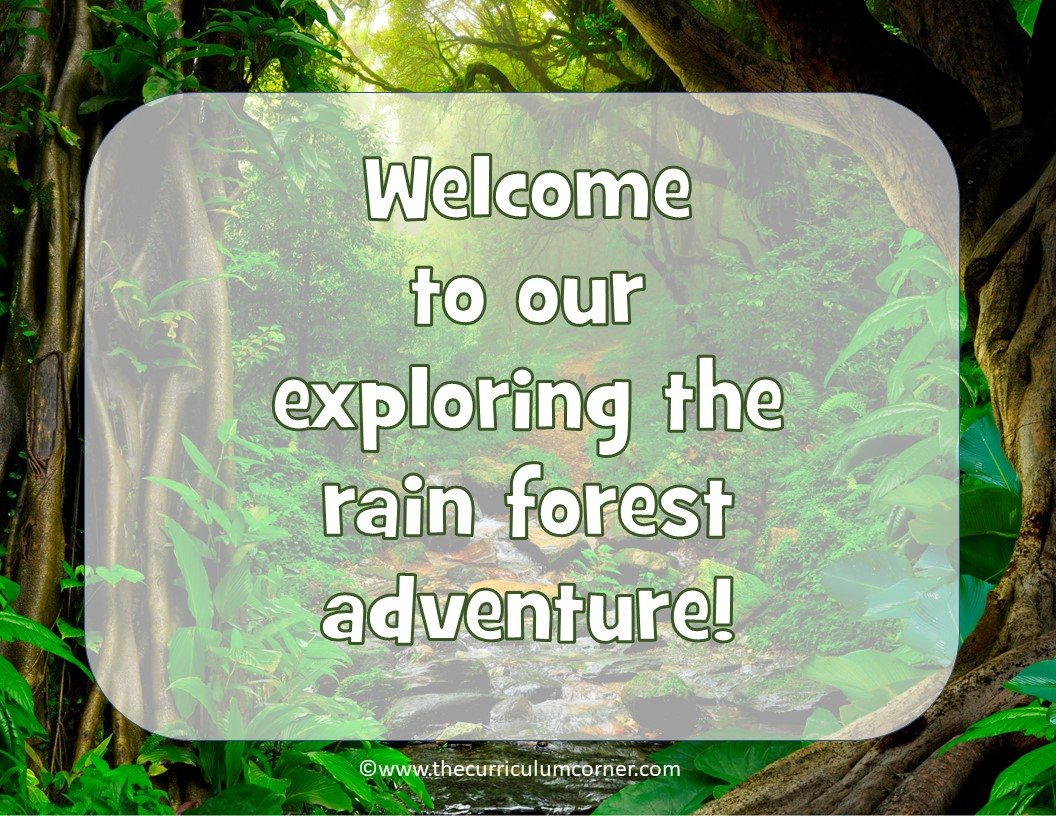 Welcome
to our
exploring the
rain forest
adventure!
©www.thecurriculumcorner.com